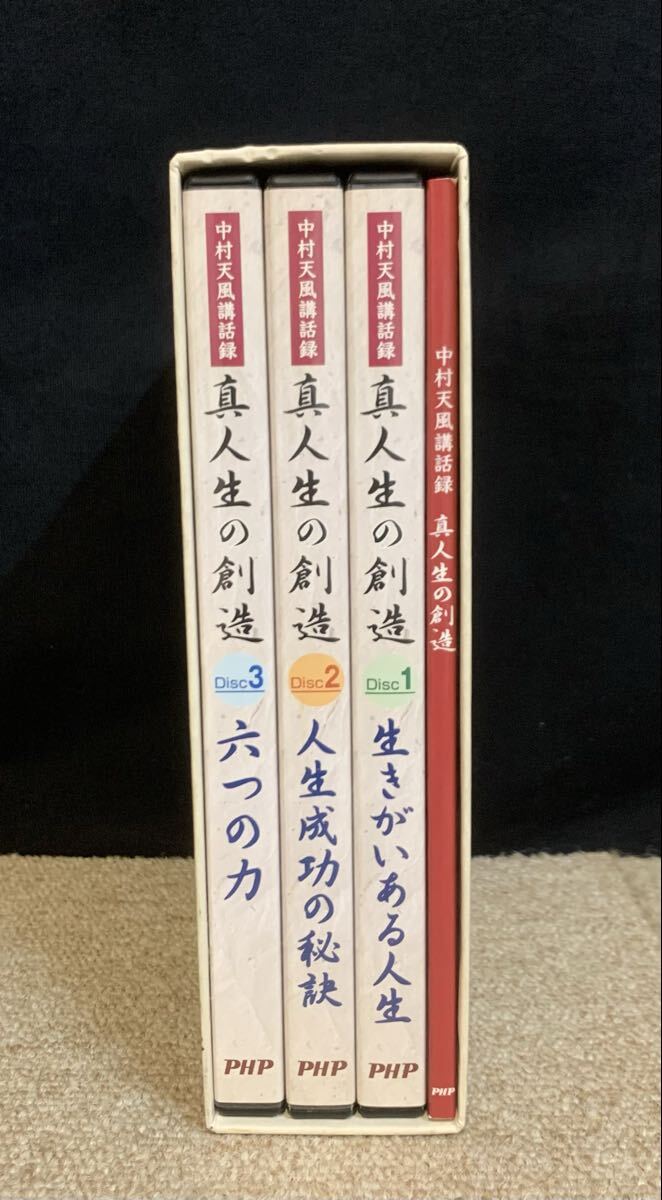 中村天風講話録 真人生の創造
PHP
中村天風講話録
真人生の創造
Disc1
生きがいある人生
PHP
中村天風講話録
真人生の創造
Disc2
人生成功の秘訣
PHP
中村天風講話録
真人生の創造
Disc3
六つの力
PHP